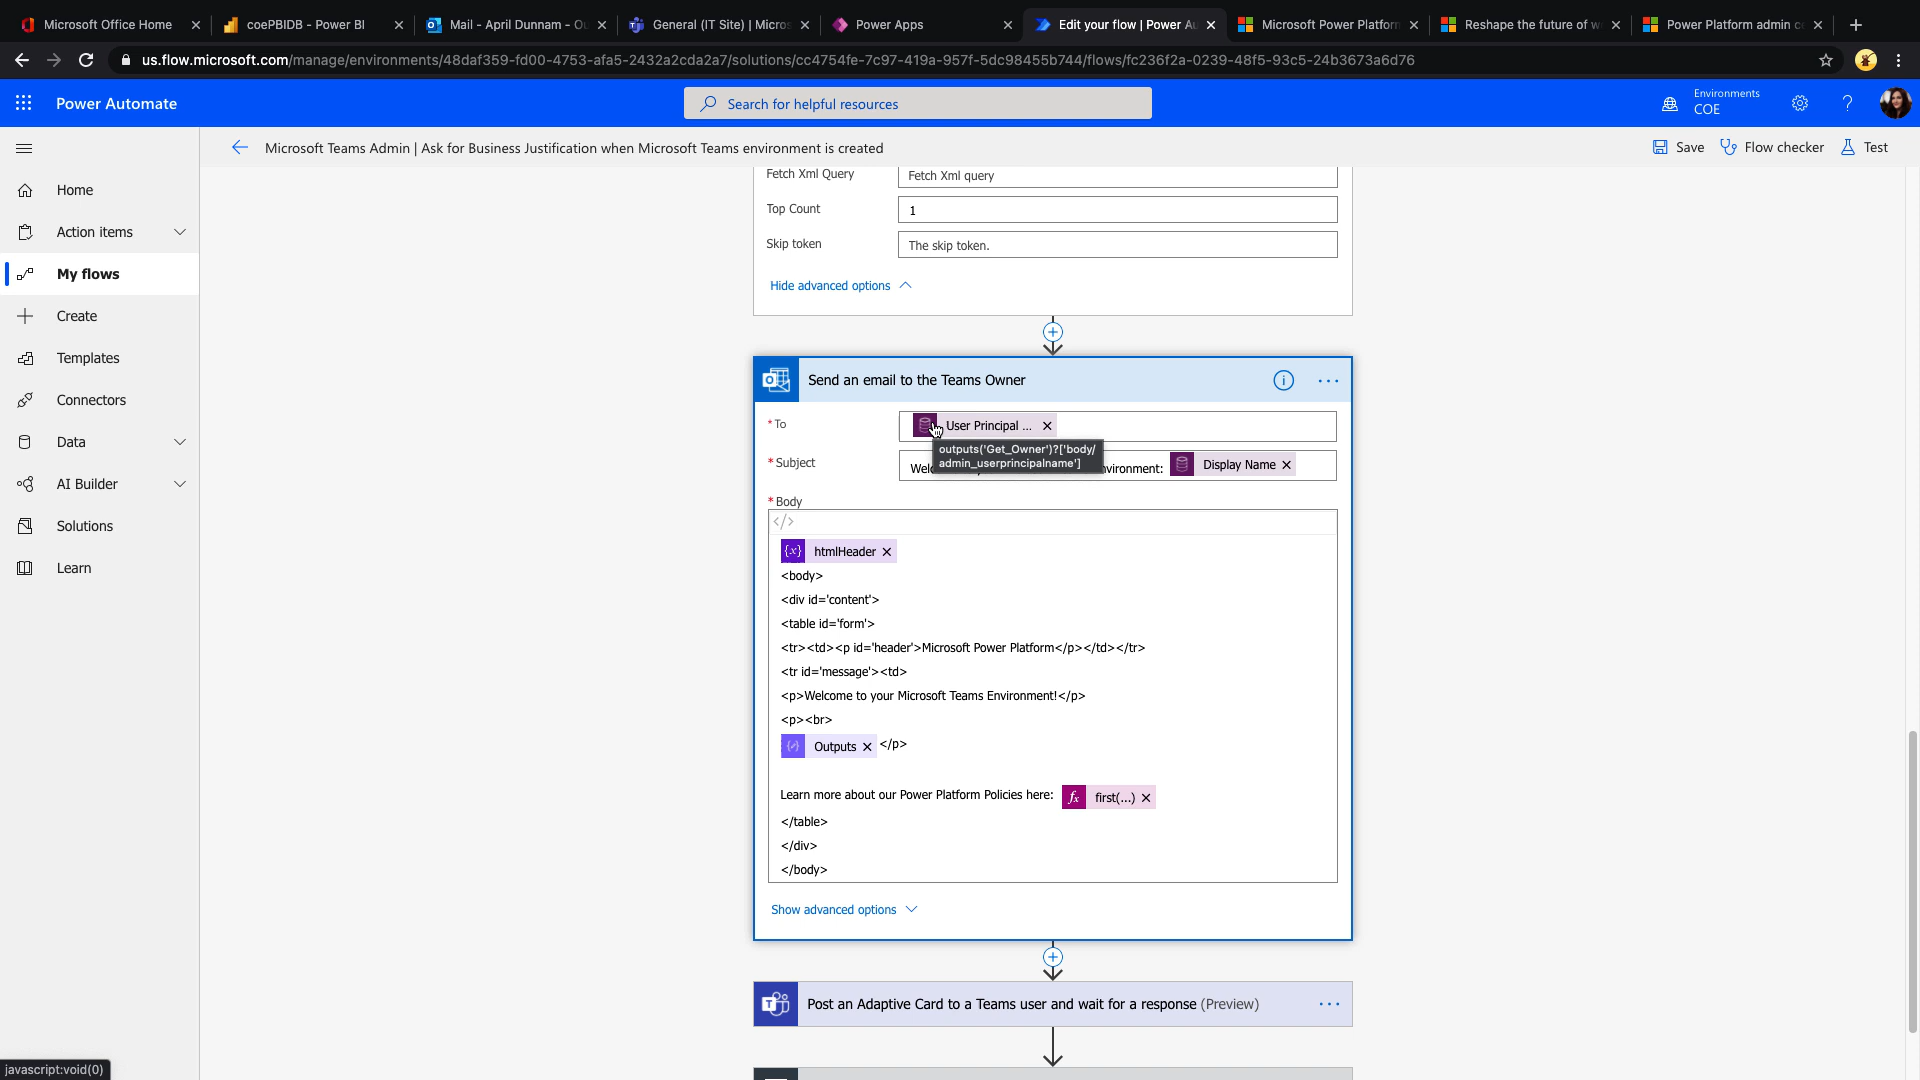 Microsoft Office Home
coePBIDB - Power BI
Mail - April Dunnam - Ou
General (IT Site) | Micros
Power Apps
Edit your flow | Power Au
Microsoft Power Platform
Reshape the future of w
Power Platform admin ce
us.flow.microsoft.com/manage/environments/48daf359-fd00-4753-afa5-2432a2cda2a7/solutions/cc4754fe-7c97-419a-957f-5dc98455b744/flows/fc236f2a-0239-48f5-93c5-24b3673a6d76
Power Automate
Search for helpful resources
Environments
COE
Microsoft Teams Admin | Ask for Business Justification when Microsoft Teams environment is created
Save
Flow checker
Test
Home
Action items
My flows
Create
Templates
Connectors
Data
AI Builder
Solutions
Learn
Fetch Xml Query
Fetch Xml query
Top Count
1
Skip token
The skip token.
Hide advanced options
Send an email to the Teams Owner
* To
User Principal ...
outputs('Get_Owner')?['body/
admin_userprincipalname']
* Subject
Welc
vironment:
Display Name
* Body
</>
{x} htmlHeader
<body>
<div id='content'>
<table id='form'>
<tr><td><p id='header'>Microsoft Power Platform</p></td></tr>
<tr id='message'><td>
<p>Welcome to your Microsoft Teams Environment!</p>
<p><br>
Outputs </p>
Learn more about our Power Platform Policies here: fx first(...)
</table>
</div>
</body>
Show advanced options
Post an Adaptive Card to a Teams user and wait for a response (Preview)
javascript:void(0)